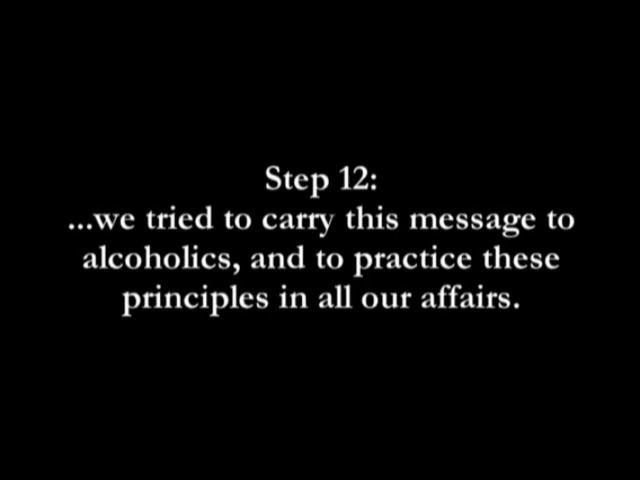 Step 12:
...we tried to carry this message to
alcoholics, and to practice these
principles in all our affairs.